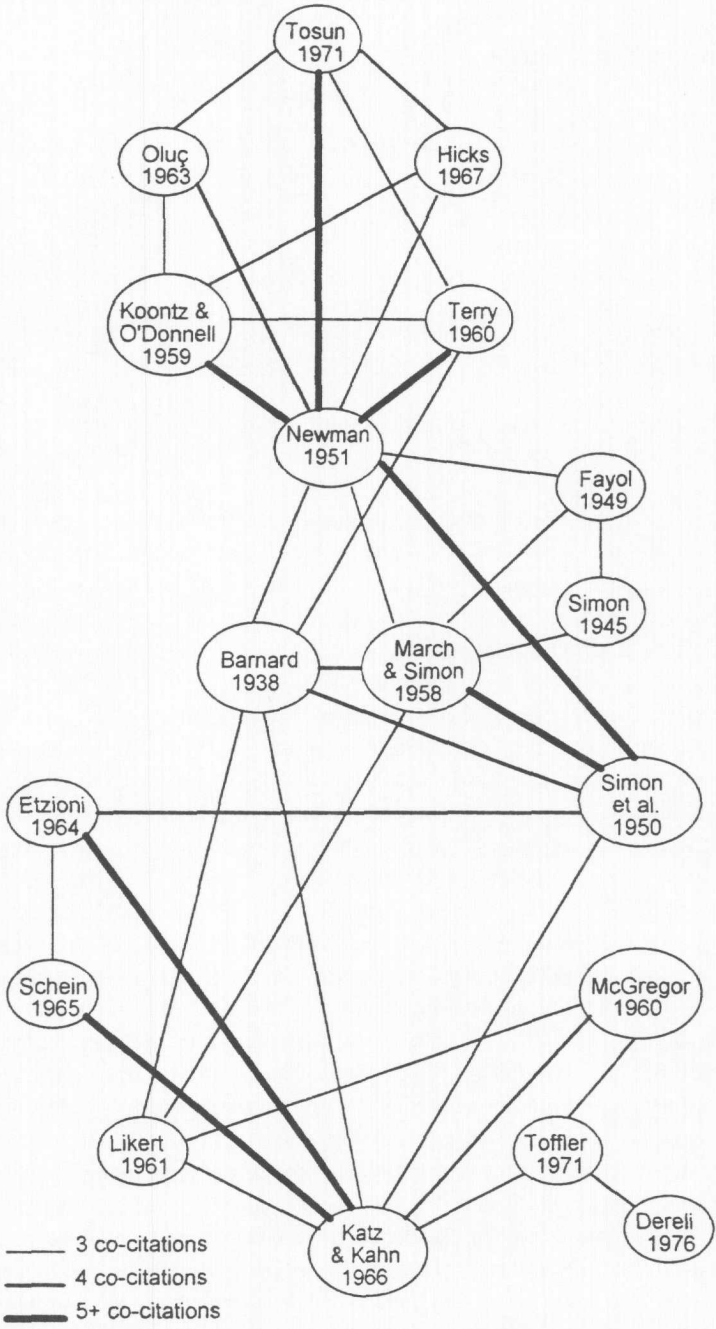 Tosun
1971
Oluç
1963
Hicks
1967
Koontz &
O'Donnell
1959
Terry
1960
Newman
1951
Fayol
1949
Simon
1945
Barnard
1938
March
& Simon
1958
Simon
et al.
1950
Etzioni
1964
Schein
1965
McGregor
1960
Likert
1961
Toffler
1971
Katz
& Kahn
1966
Dereli
1976
3 co-citations
4 co-citations
5+ co-citations